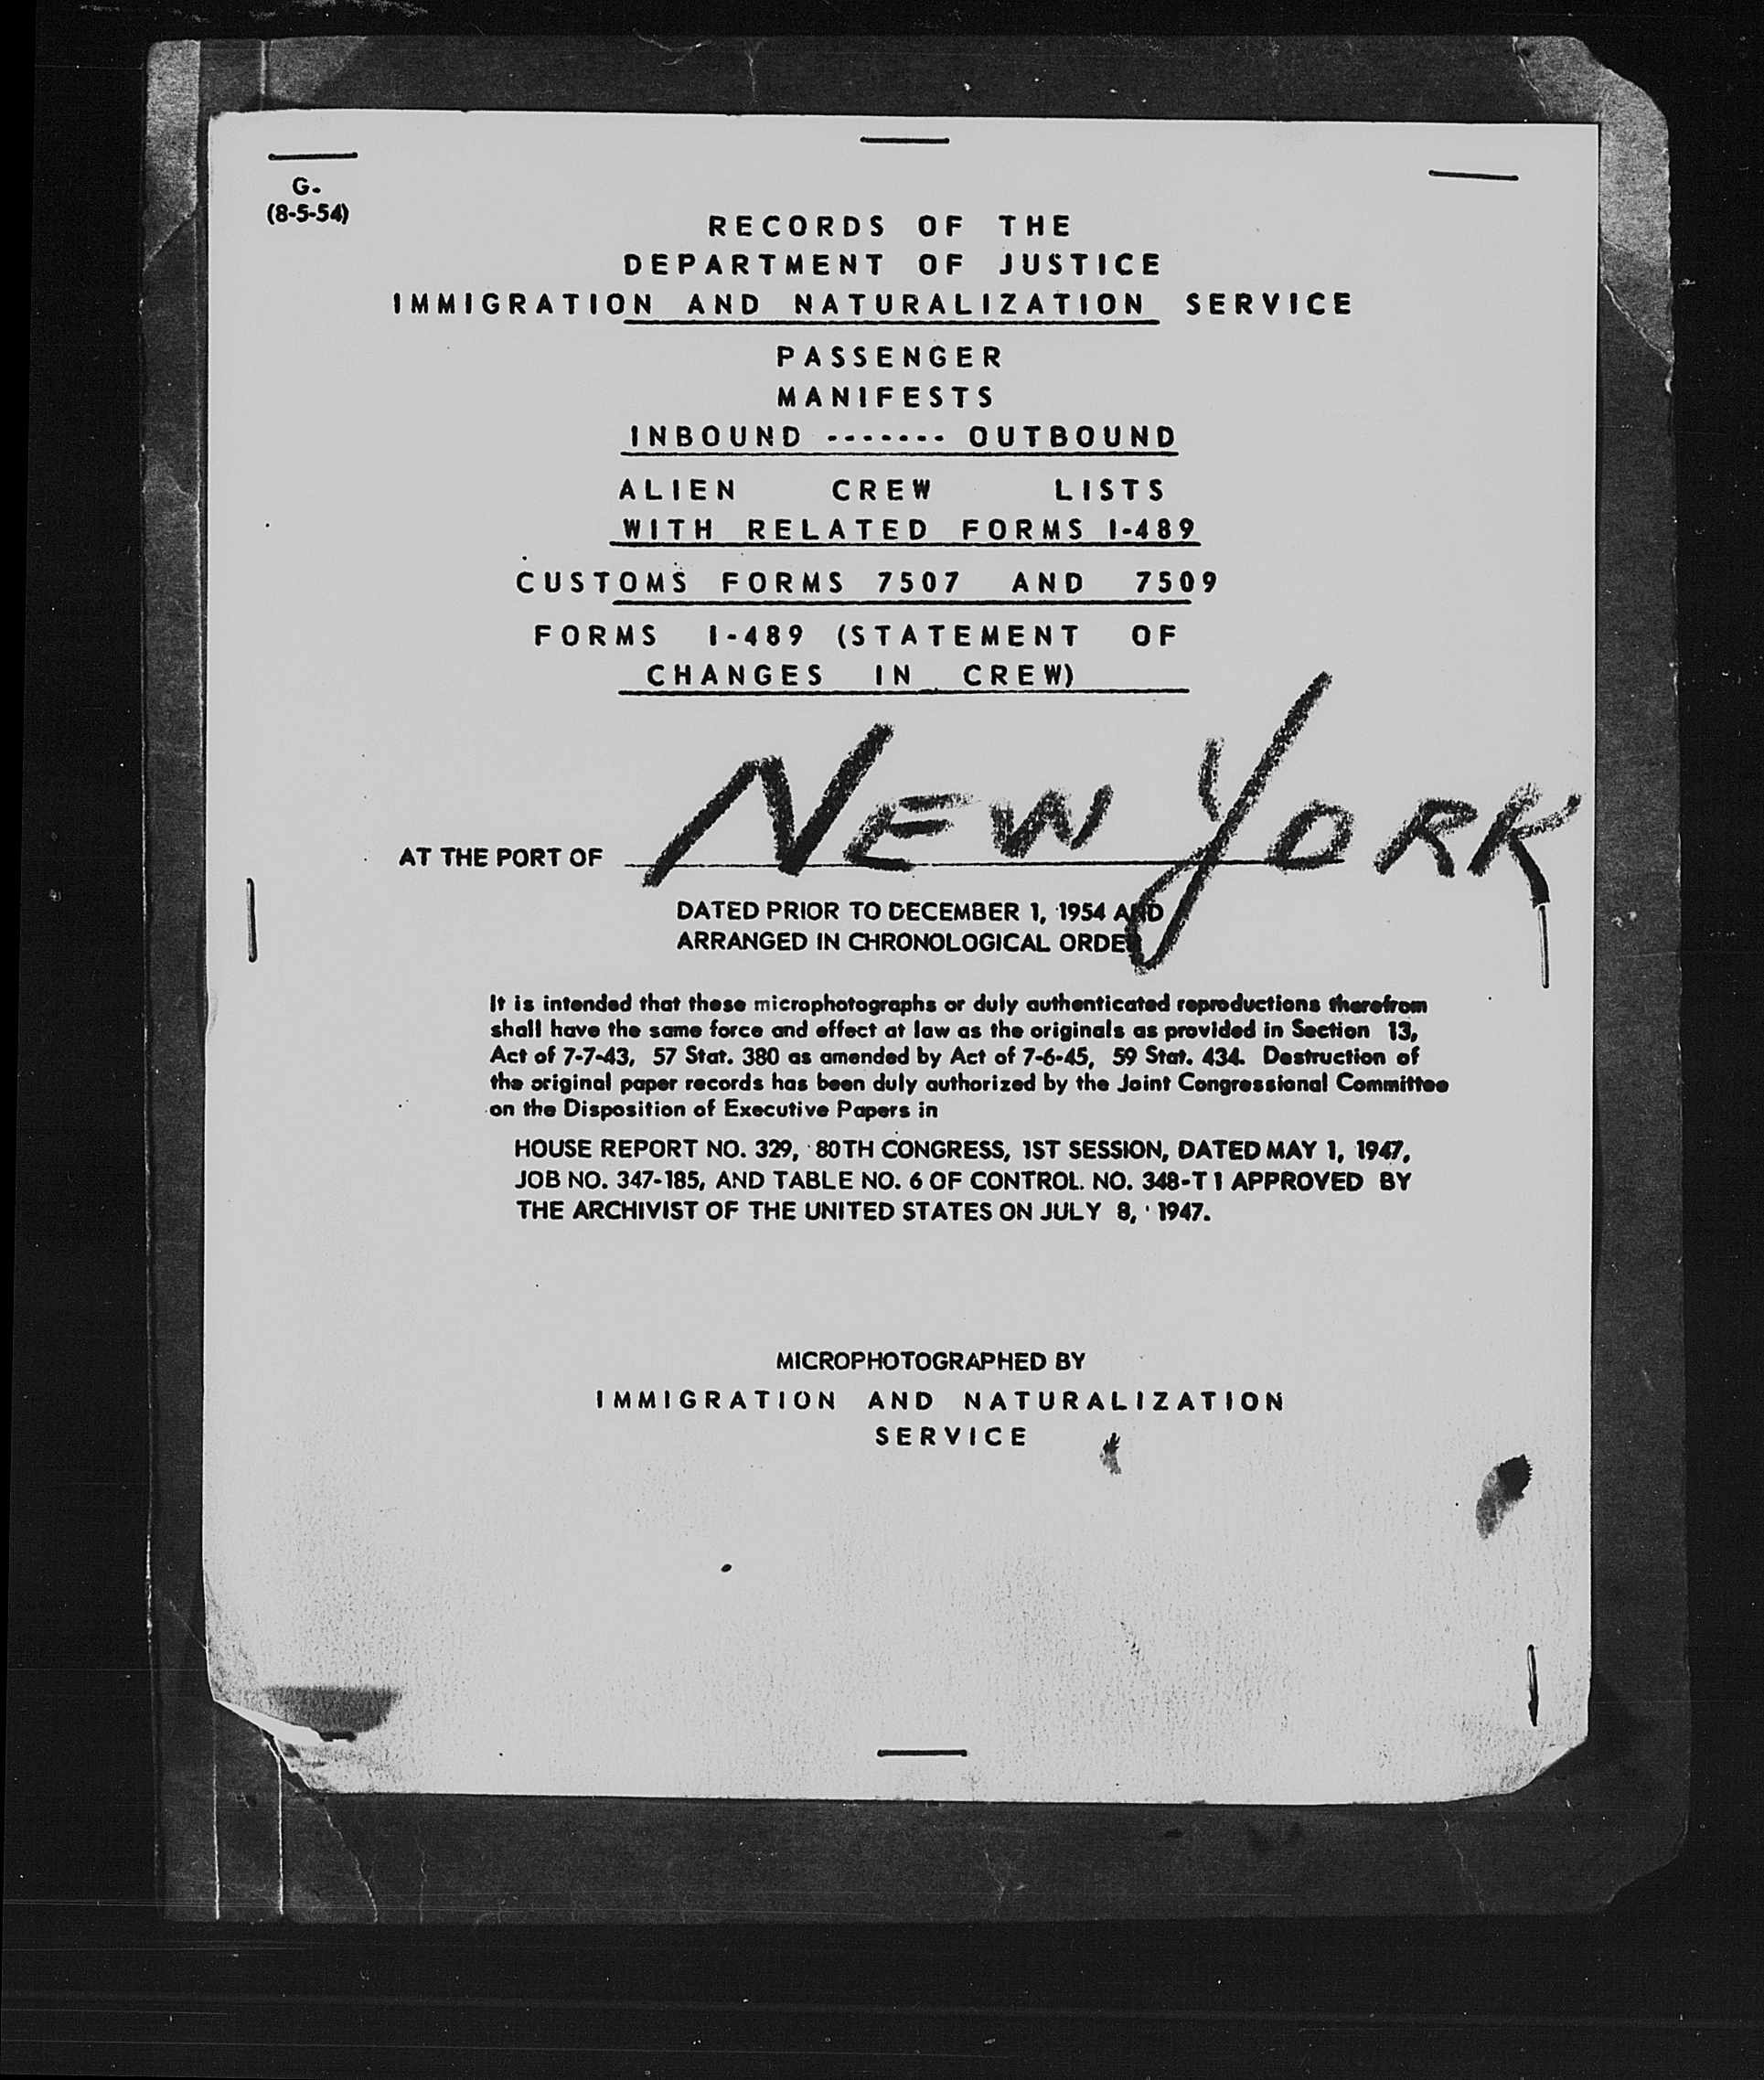 G.
(8-5-54)
RECORDS OF THE
DEPARTMENT OF JUSTICE
IMMIGRATION AND NATURALIZATION SERVICE
PASSENGER
MANIFESTS
INBOUND ------- OUTBOUND
ALIEN CREW LISTS
WITH RELATED FORMS I-489
CUSTOMS FORMS 7507 AND 7509
FORMS I-489 (STATEMENT OF
CHANGES IN CREW)
AT THE PORT OF NEW YORK
DATED PRIOR TO DECEMBER 1, 1954 AND
ARRANGED IN CHRONOLOGICAL ORDER
It is intended that these microphotographs or duly authenticated reproductions therefrom
shall have the same force and effect at law as the originals as provided in Section 13,
Act of 7-7-43, 57 Stat. 380 as amended by Act of 7-6-45, 59 Stat. 434. Destruction of
the original paper records has been duly authorized by the Joint Congressional Committee
on the Disposition of Executive Papers in
HOUSE REPORT NO. 329, 80TH CONGRESS, 1ST SESSION, DATED MAY 1, 1947,
JOB NO. 347-185, AND TABLE NO. 6 OF CONTROL NO. 348-T1 APPROVED BY
THE ARCHIVIST OF THE UNITED STATES ON JULY 8, 1947.
MICROPHOTOGRAPHED BY
IMMIGRATION AND NATURALIZATION
SERVICE